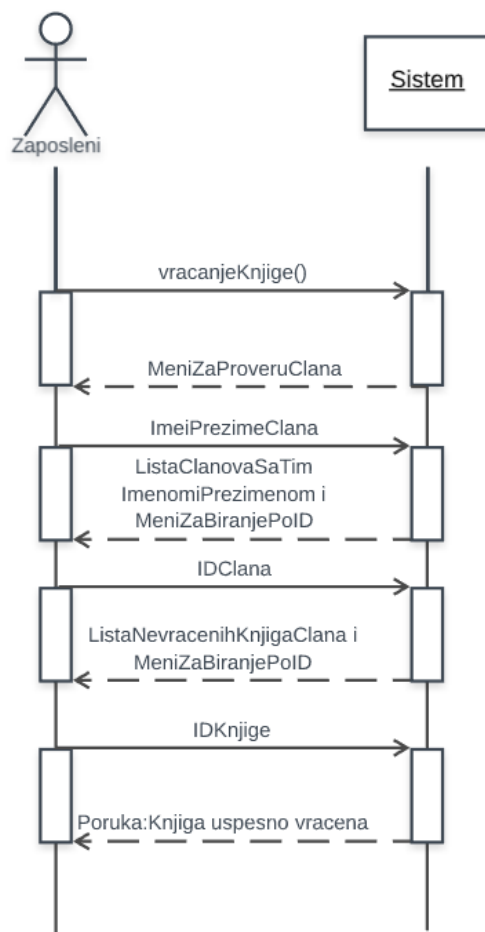 Zaposleni
Sistem
vracanjeKnjige()
MeniZaProveruClana
ImeiPrezimeClana
ListaClanovaSaTim
ImenomiPrezimenom i
MeniZaBiranjePoID
IDClana
ListaNevracenihKnjigaClana i
MeniZaBiranjePoID
IDKnjige
Poruka:Knjiga uspesno vracena